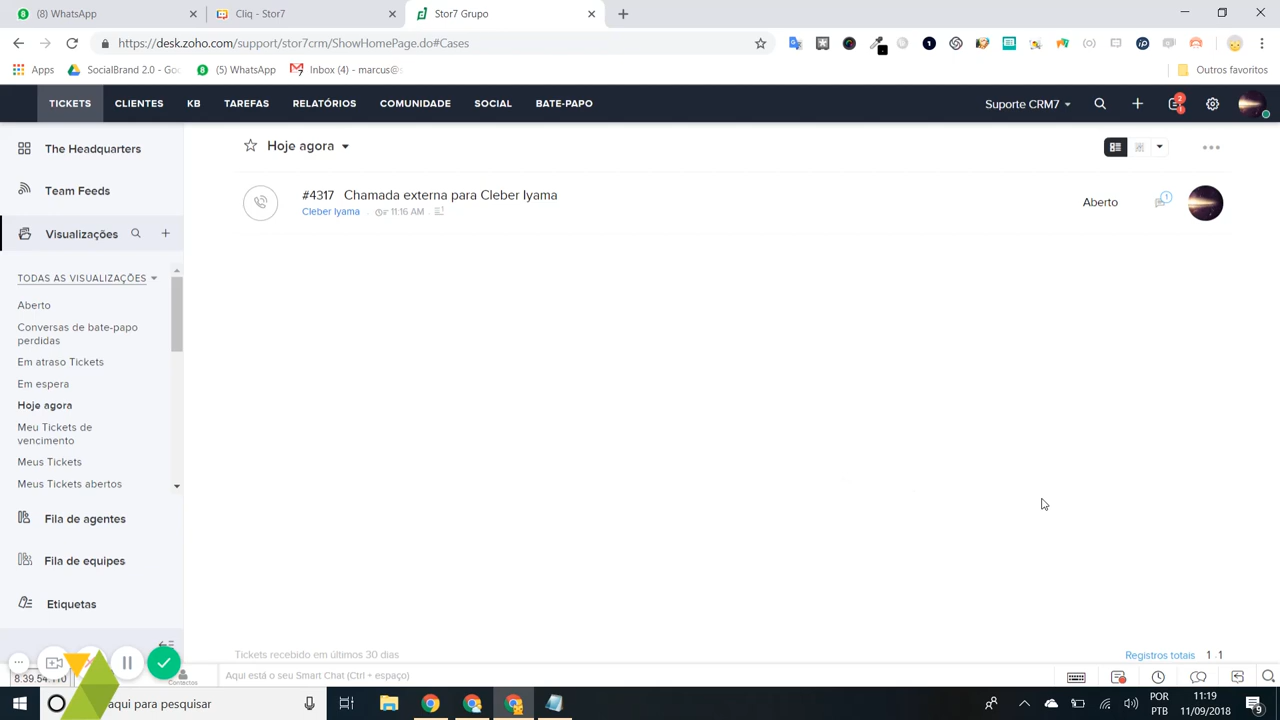 (8) WhatsApp
Cliq - Stor7
Stor7 Grupo
https://desk.zoho.com/support/stor7crm/ShowHomePage.do#Cases
Apps
SocialBrand 2.0 - Go
(5) WhatsApp
Inbox (4) - marcus@
Outros favoritos
TICKETS
CLIENTES
KB
TAREFAS
RELATÓRIOS
COMUNIDADE
SOCIAL
BATE-PAPO
Suporte CRM7
2
1
The Headquarters
Team Feeds
Visualizações
TODAS AS VISUALIZAÇÕES
Aberto
Conversas de bate-papo
perdidas
Em atraso Tickets
Em espera
Hoje agora
Meu Tickets de
vencimento
Meus Tickets
Meus Tickets abertos
Fila de agentes
Fila de equipes
Etiquetas
Hoje agora
#4317 Chamada externa para Cleber Iyama
Cleber Iyama
11.16 AM
Aberto
1
Tickets recebido em últimos 30 dias
Registros totais 1 - 1
Contactos
Aqui está o seu Smart Chat (Ctrl + espaço)
aqui para pesquisar
POR
PTB
11:19
11/09/2018
9